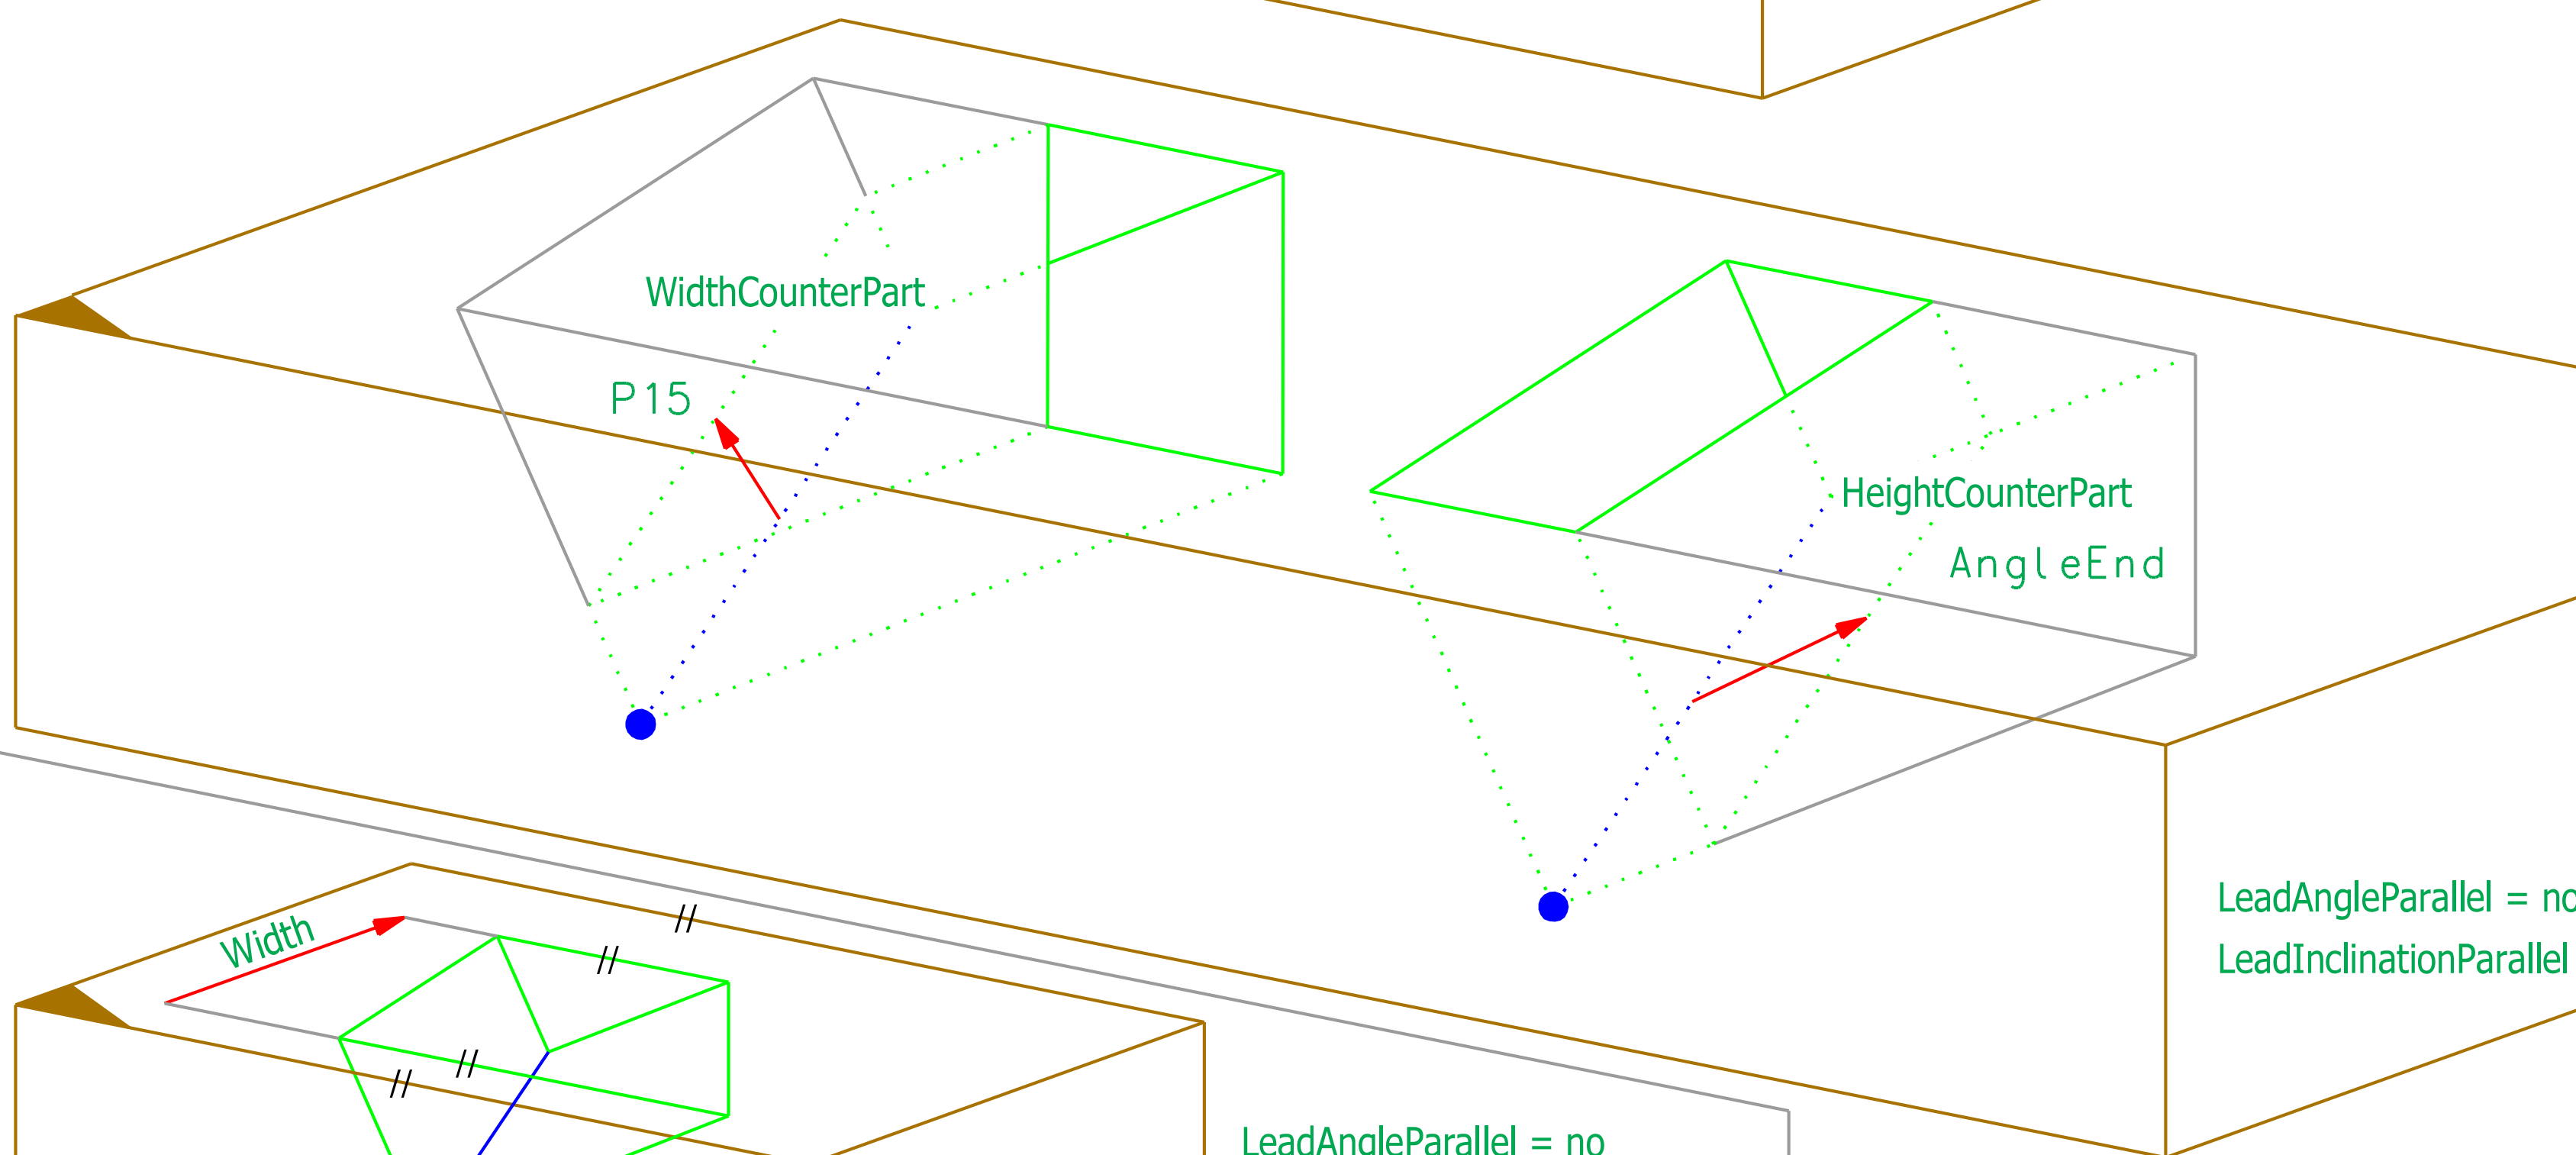 WidthCounterPart
P15
HeightCounterPart
AngleEnd
LeadAngleParallel = no
LeadInclinationParallel
Width
LeadAngleParallel = no